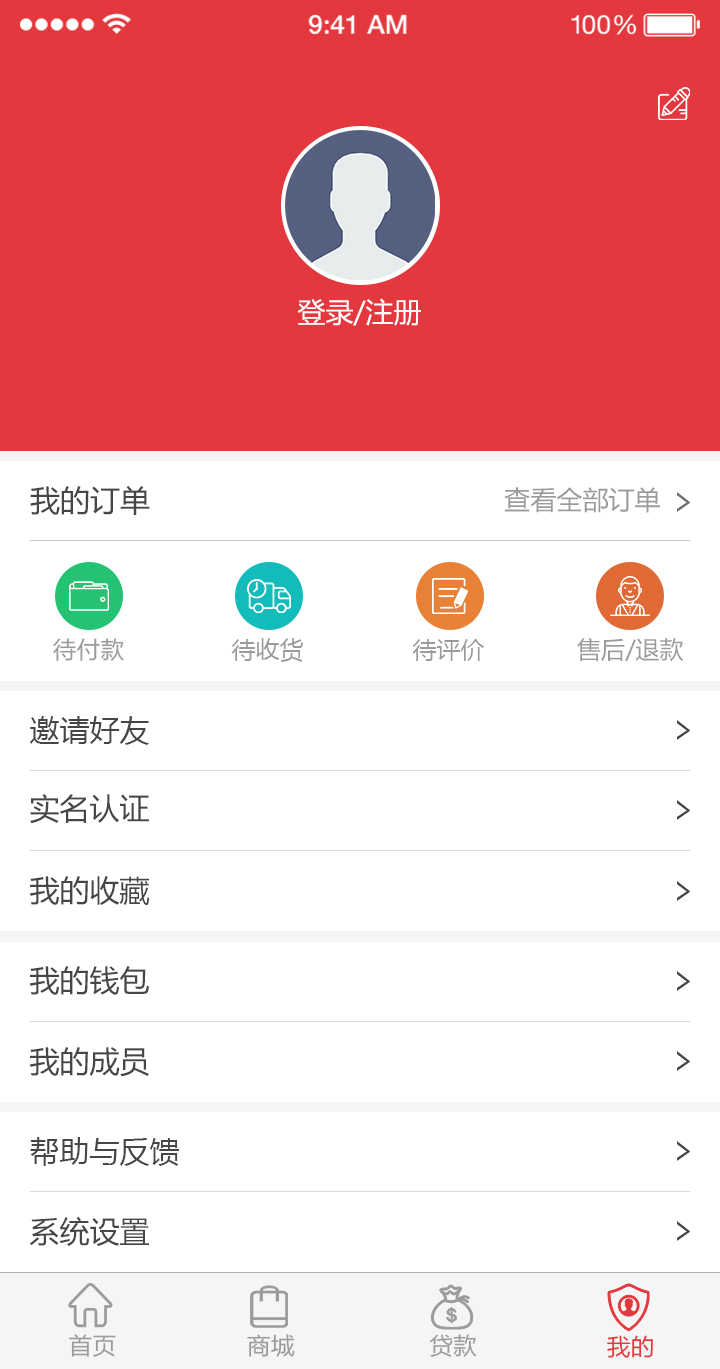 9:41 AM 100%
登录/注册
我的订单 查看全部订单
待付款 待收货 待评价 售后/退款
邀请好友
实名认证
我的收藏
我的钱包
我的成员
帮助与反馈
系统设置
$
首页 商城 贷款 我的